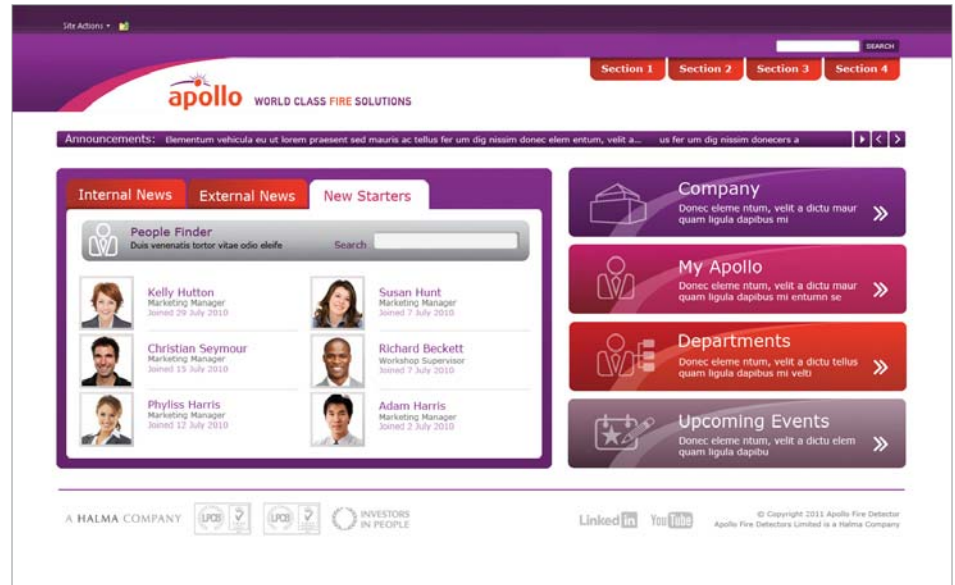 Site Actions
SEARCH
Section 1 Section 2 Section 3 Section 4
apollo WORLD CLASS FIRE SOLUTIONS
Announcements: Elementum vehicula eu ut lorem praesent sed mauris ac tellus fer um dig nissim donec elem entum, velit a... us fer um dig nissim donecers a
Internal News External News New Starters
People Finder
Duis venenatis tortor vitae odio eleife
Search
Kelly Hutton
Marketing Manager
Joined 29 July 2010
Susan Hunt
Marketing Manager
Joined 7 July 2010
Christian Seymour
Marketing Manager
Joined 15 July 2010
Richard Beckett
Workshop Supervisor
Joined 7 July 2010
Phyliss Harris
Marketing Manager
Joined 12 July 2010
Adam Harris
Marketing Manager
Joined 2 July 2010
Company
Donec eleme ntum, velit a dictu maur
quam ligula dapibus mi
My Apollo
Donec eleme ntum, velit a dictu maur
quam ligula dapibus mi entumn se
Departments
Donec eleme ntum, velit a dictu tellus
quam ligula dapibus mi velti
Upcoming Events
Donec eleme ntum, velit a dictu elem
quam ligula dapibu
A HALMA COMPANY
LPCB
LPCB
INVESTORS
IN PEOPLE
Linked in
You Tube
© Copyright 2011 Apollo Fire Detector
Apollo Fire Detectors Limited is a Halma Company